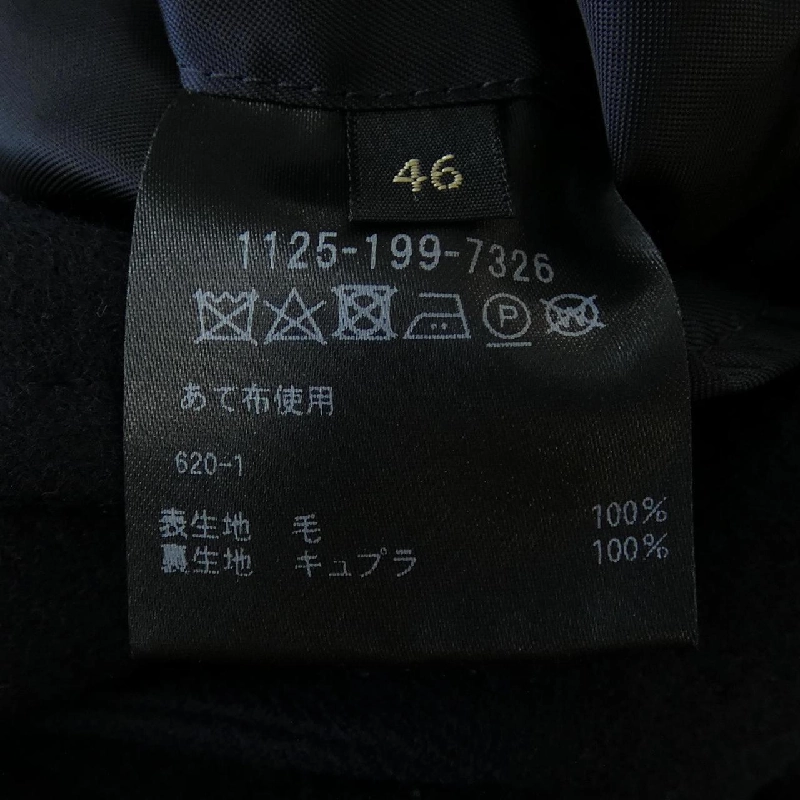 46
1125-199-7326
P W
あて布使用
620-1
表生地 毛 100%
裏生地 キュプラ 100%